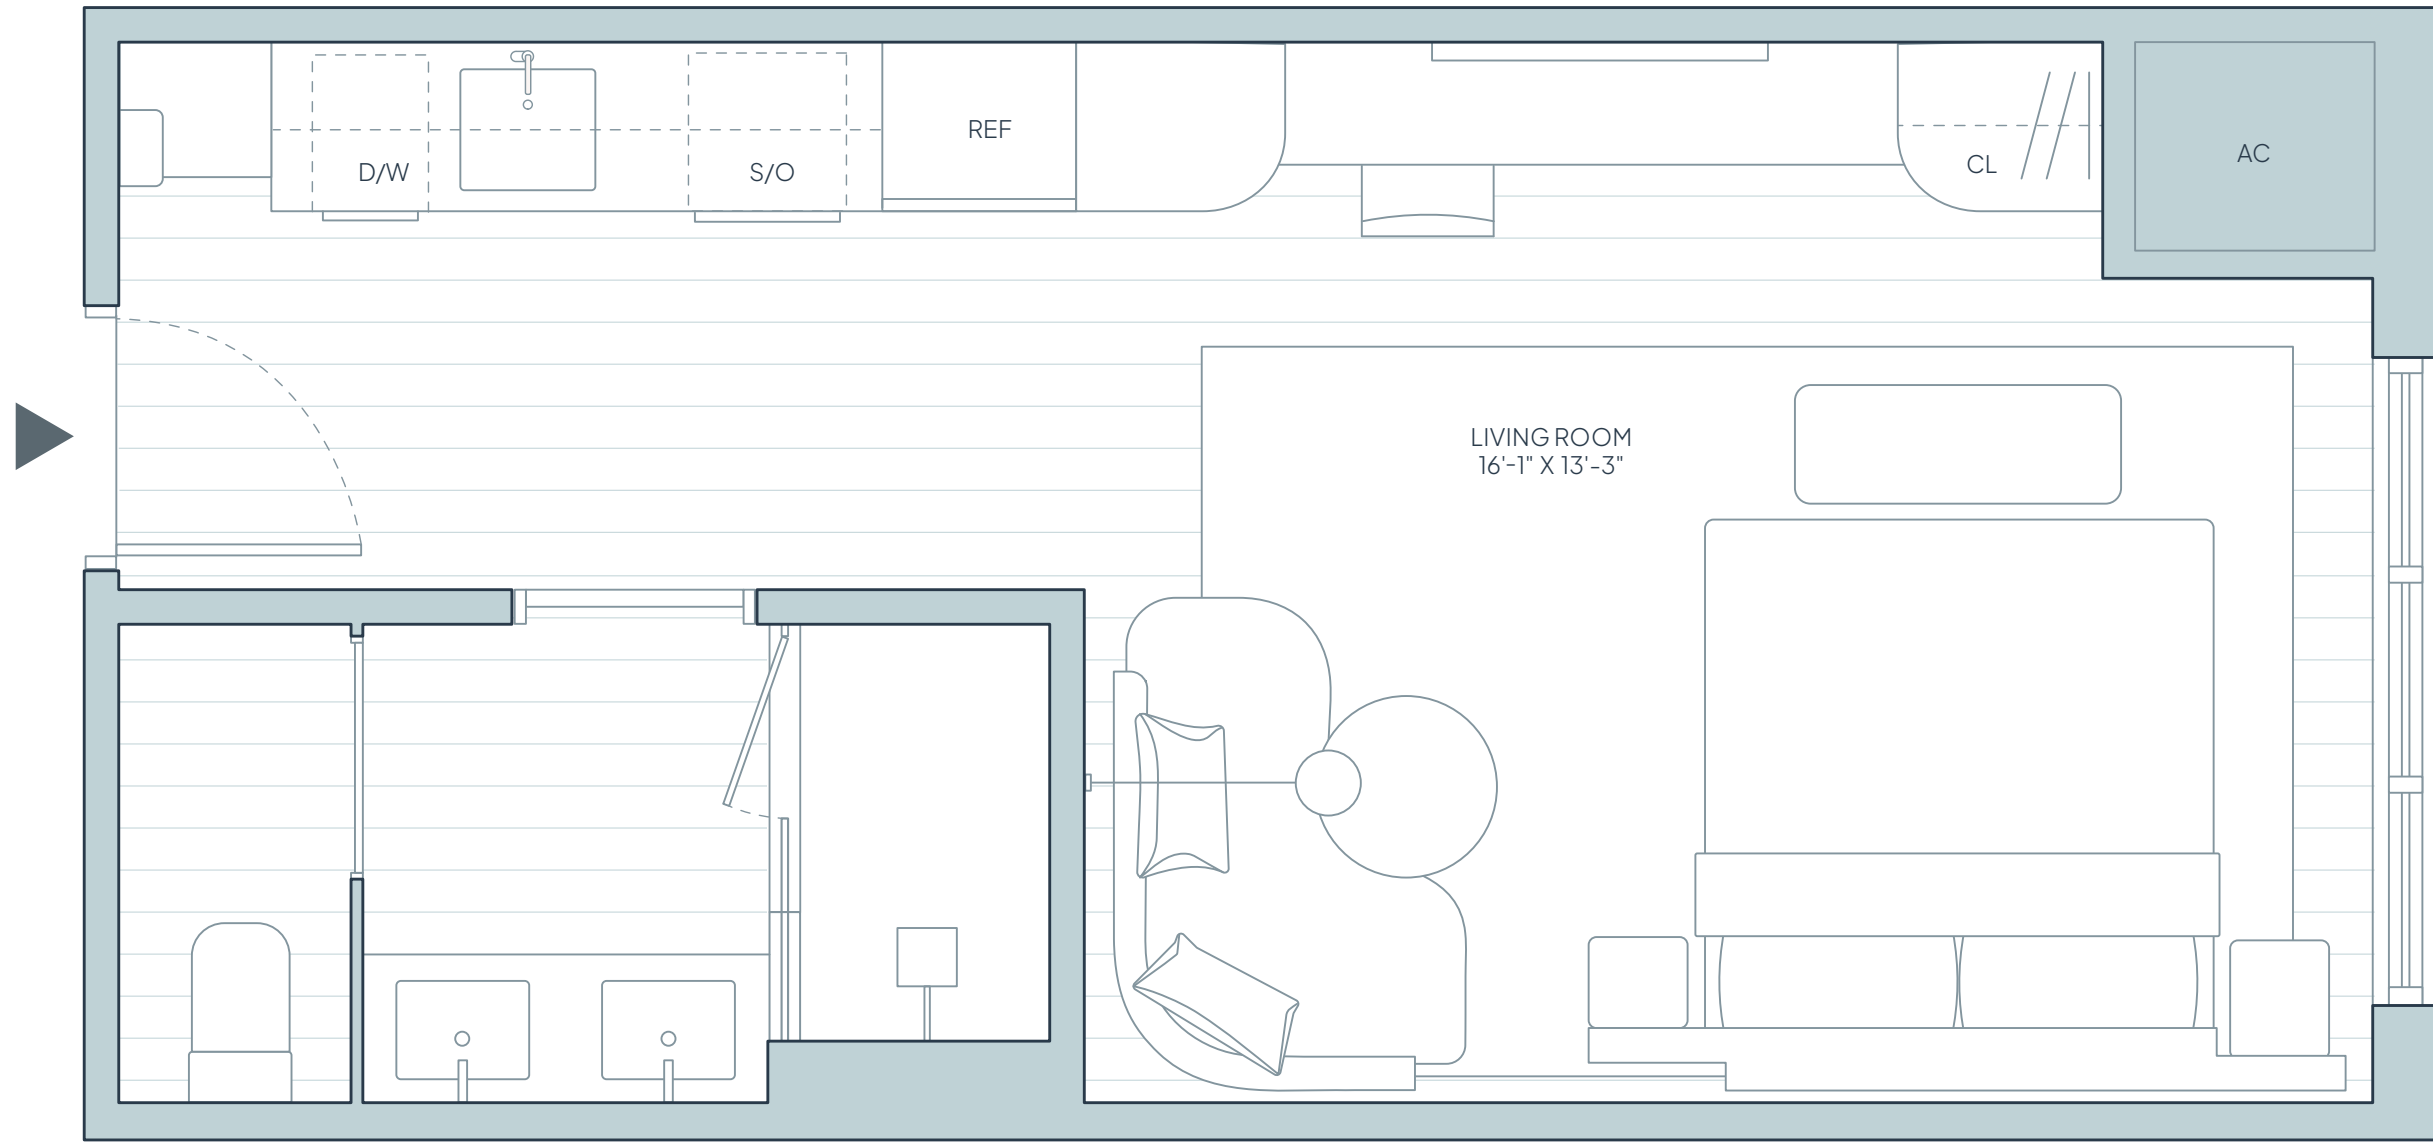 D/W
S/O
REF
CL
AC
LIVING ROOM
16'-1" X 13'-3"